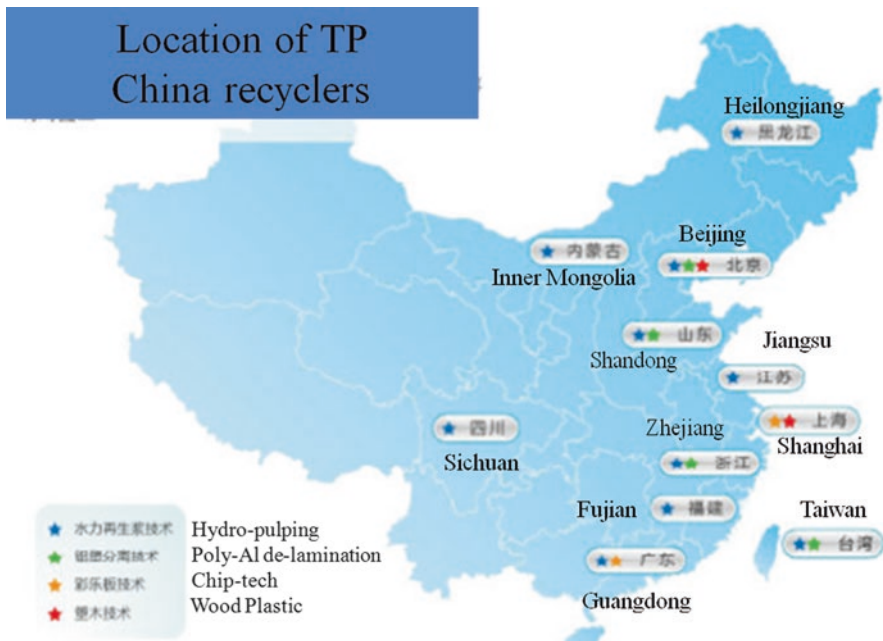 Location of TP
China recyclers
Heilongjiang
黑龙江
Beijing
内蒙古
北京
Inner Mongolia
山东
Jiangsu
Shandong
江苏
Zhejiang
上海
四川
Shanghai
Sichuan
浙江
Fujian
福建
Taiwan
台湾
水力再生浆技术 Hydro-pulping
铝塑分离技术 Poly-Al de-lamination
彩乐板技术 Chip-tech
塑木技术 Wood Plastic
广东
Guangdong